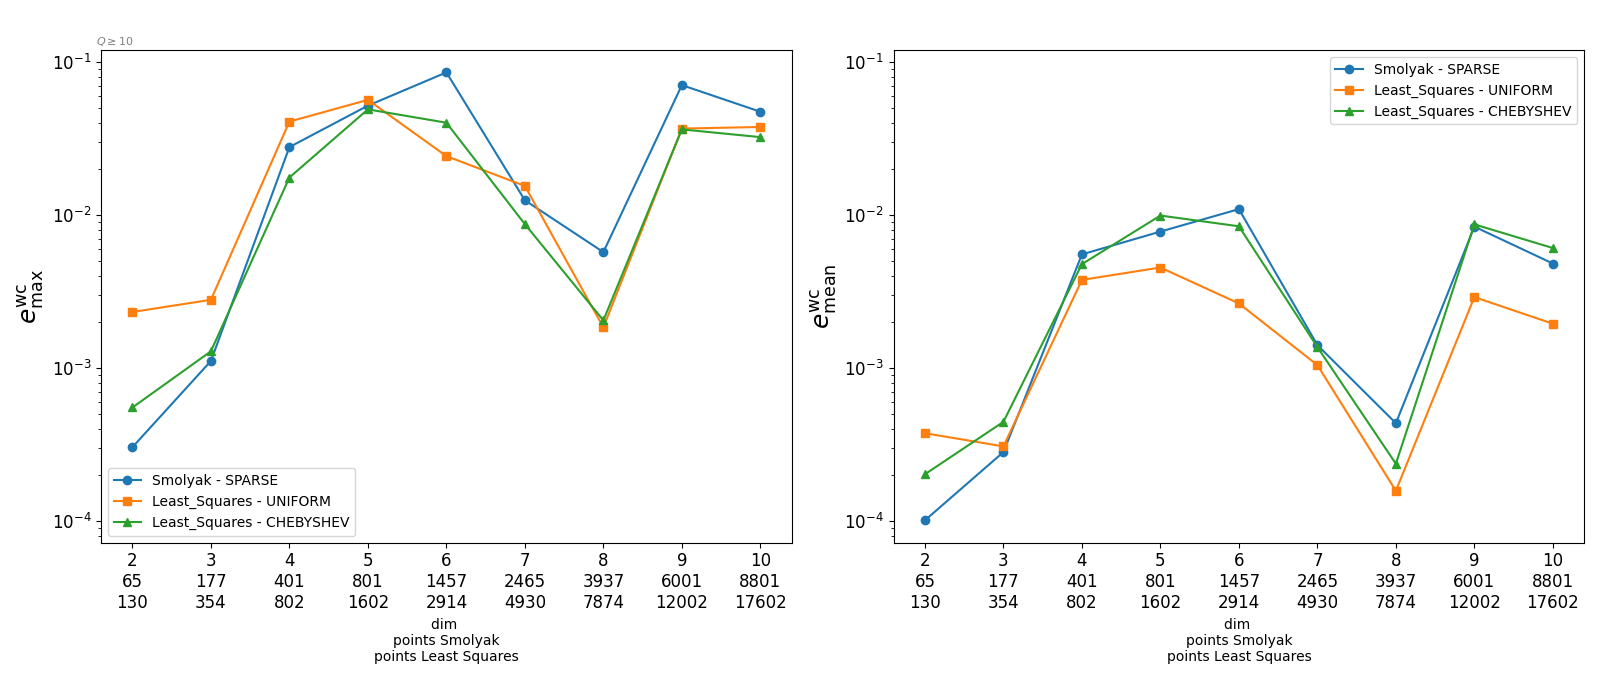 Q ≥ 10
10⁻¹
10⁻²
10⁻³
10⁻⁴
e^wc_max
Smolyak - SPARSE
Least_Squares - UNIFORM
Least_Squares - CHEBYSHEV
2 3 4 5 6 7 8 9 10
65 177 401 801 1457 2465 3937 6001 8801
130 354 802 1602 2914 4930 7874 12002 17602
dim
points Smolyak
points Least Squares
10⁻¹
10⁻²
10⁻³
10⁻⁴
e^wc_mean
Smolyak - SPARSE
Least_Squares - UNIFORM
Least_Squares - CHEBYSHEV
2 3 4 5 6 7 8 9 10
65 177 401 801 1457 2465 3937 6001 8801
130 354 802 1602 2914 4930 7874 12002 17602
dim
points Smolyak
points Least Squares